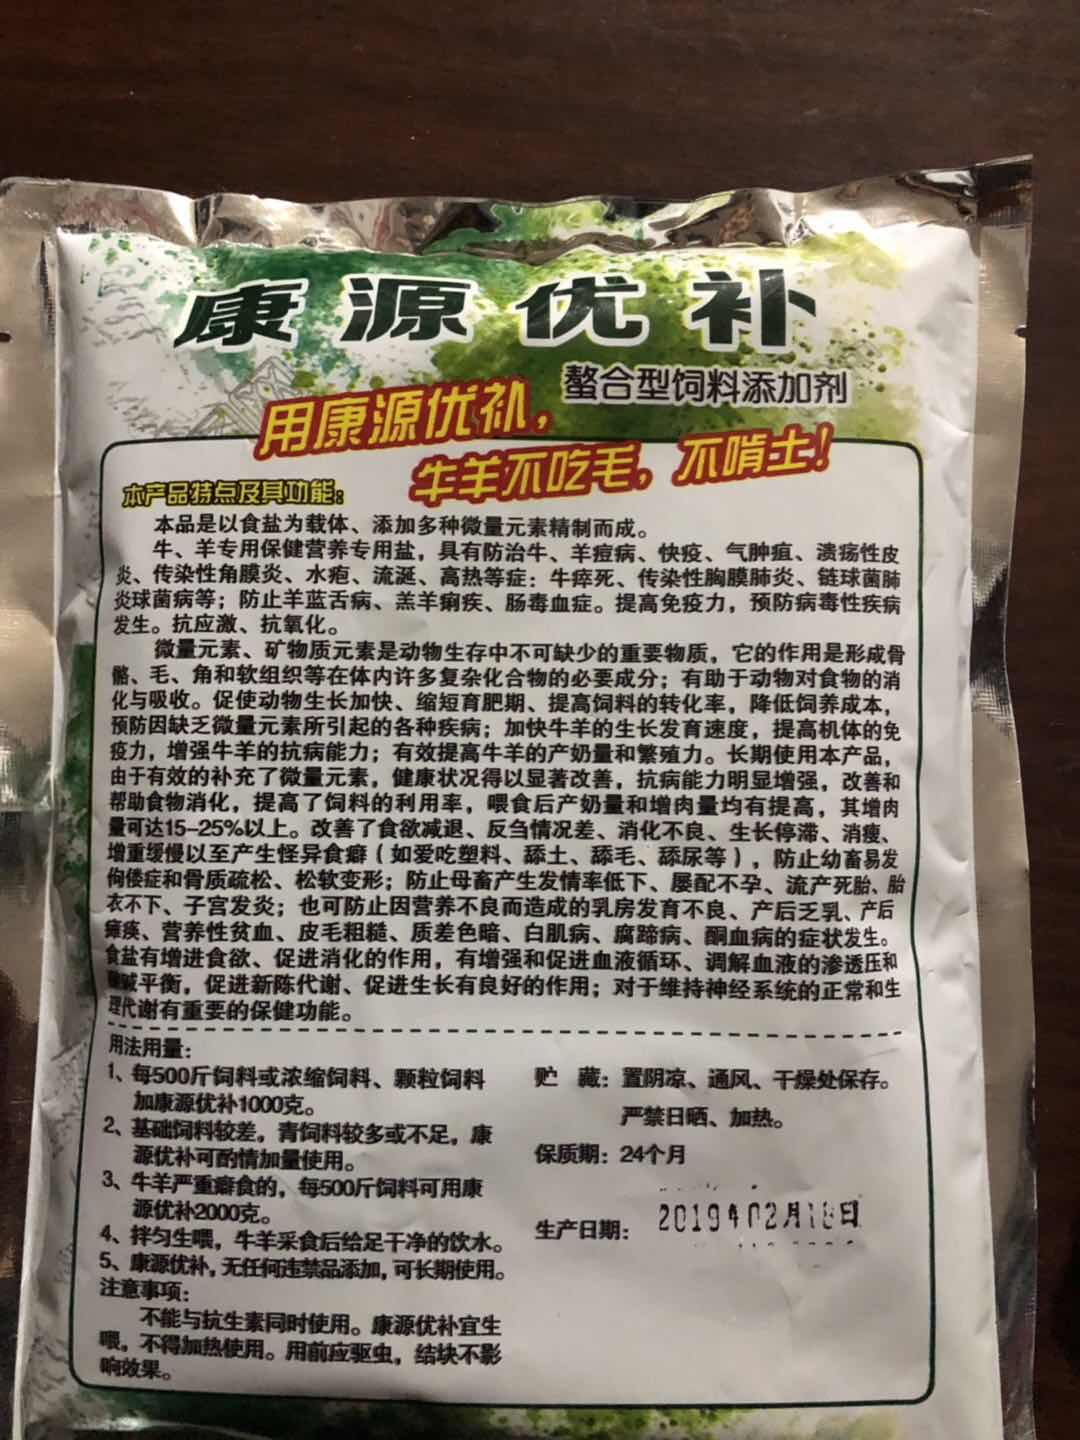 康源优补
螯合型饲料添加剂
用康源优补，
牛羊不吃毛，不啃土！
本产品特点及其功能：
本品是以食盐为载体、添加多种微量元素精制而成。
牛、羊专用保健营养专用盐，具有防治牛、羊痘病、快疫、气肿疽、溃疡性皮
炎、传染性角膜炎、水疱、流涎、高热等症：牛瘁死、传染性胸膜肺炎、链球菌肺
炎球菌病等；防止羊蓝舌病、羔羊痢疾、肠毒血症。提高免疫力，预防病毒性疾病
发生。抗应激、抗氧化。
微量元素、矿物质元素是动物生存中不可缺少的重要物质，它的作用是形成骨
骼、毛、角和软组织等在体内许多复杂化合物的必要成分；有助于动物对食物的消
化与吸收。促使动物生长加快、缩短育肥期、提高饲料的转化率，降低饲养成本，
预防因缺乏微量元素所引起的各种疾病；加快牛羊的生长发育速度，提高机体的免
疫力，增强牛羊的抗病能力；有效提高牛羊的产奶量和繁殖力。长期使用本产品，
由于有效的补充了微量元素，健康状况得以显著改善，抗病能力明显增强，改善和
帮助食物消化，提高了饲料的利用率，喂食后产奶量和增肉量均有提高，其增肉
量可达15-25%以上。改善了食欲减退、反刍情况差、消化不良、生长停滞、消瘦、
增重缓慢以至产生怪异食癖（如爱吃塑料、舔土、舔毛、舔尿等），防止幼畜易发
佝偻症和骨质疏松、松软变形；防止母畜产生发情率低下、屡配不孕、流产死胎、胎
衣不下、子宫发炎；也可防止因营养不良而造成的乳房发育不良、产后乏乳、产后
瘫痪、营养性贫血、皮毛粗糙、质差色暗、白肌病、腐蹄病、酮血病的症状发生。
食盐有增进食欲、促进消化的作用，有增强和促进血液循环、调解血液的渗透压和
酸碱平衡，促进新陈代谢、促进生长有良好的作用；对于维持神经系统的正常和生
理代谢有重要的保健功能。
用法用量：
1、每500斤饲料或浓缩饲料、颗粒饲料
加康源优补1000克。
2、基础饲料较差，青饲料较多或不足，康
源优补可酌情加量使用。
3、牛羊严重癖食的，每500斤饲料可用康
源优补2000克。
4、拌匀生喂，牛羊采食后给足干净的饮水。
5、康源优补，无任何违禁品添加，可长期使用。
注意事项：
不能与抗生素同时使用。康源优补宜生
喂，不得加热使用。用前应驱虫，结块不影
响效果。
贮 藏：置阴凉、通风、干燥处保存。
严禁日晒、加热。
保质期：24个月
生产日期：2019年02月18日